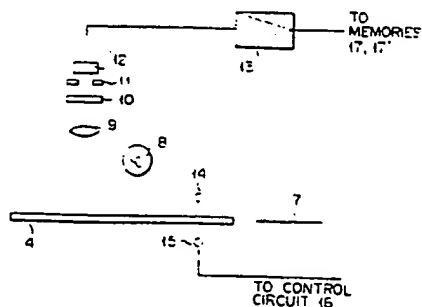 TO
MEMORIES
17, 17'
13
12
11
10
9
8
14
7
4
15
TO CONTROL
CIRCUIT 16